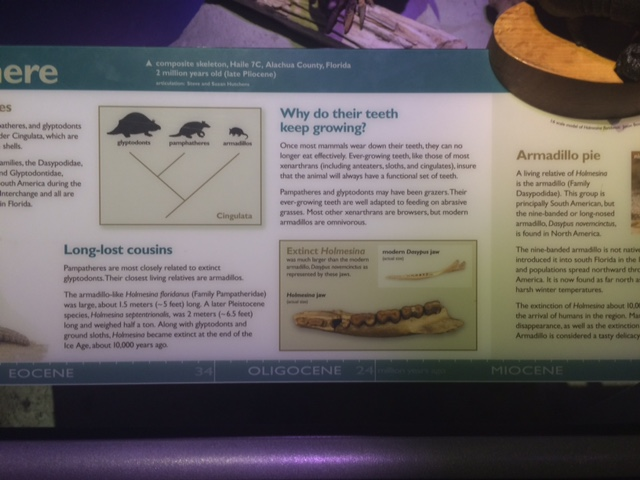 ere
A composite skeleton, Haile 7C, Alachua County, Florida
2 million years old (late Pliocene)
es
atheres, and glyptodonts
der Cingulata, which are
shells.
amilies, the Dasypodidae,
nd Glyptodontidae,
outh America during the
Interchange and all are
in Florida.
glyptodonts pampatheres armadillos
Cingulata
Long-lost cousins
Pampatheres are most closely related to extinct
glyptodonts. Their closest living relatives are armadillos.
The armadillo-like Holmesina floridanus (Family Pampatheridae)
was large, about 1.5 meters (~5 feet) long. A later Pleistocene
species, Holmesina septentrionalis, was 2 meters (~6.5 feet)
long and weighed half a ton. Along with glyptodonts and
ground sloths, Holmesina became extinct at the end of the
Ice Age, about 10,000 years ago.
Why do their teeth
keep growing?
Once most mammals wear down their teeth, they can no
longer eat effectively. Ever-growing teeth, like those of most
xenarthrans (including anteaters, sloths, and cingulates), insure
that the animal will always have a functional set of teeth.
Pampatheres and glyptodonts may have been grazers. Their
ever-growing teeth are well adapted to feeding on abrasive
grasses. Most other xenarthrans are browsers, but modern
armadillos are omnivorous.
Extinct Holmesina
was much larger than the modern
armadillo, Dasypus novemcinctus as
represented by these jaws.
modern Dasypus jaw
(actual size)
Holmesina jaw
(actual size)
Armadillo pie
A living relative of Holmesina
is the armadillo (Family
Dasypodidae). This group is
principally South American, but
the nine-banded or long-nosed
armadillo, Dasypus novemcinctus,
is found in North America.
The nine-banded armadillo is not native
introduced it into south Florida in the
and populations spread northward thr
America. It is now found as far north a
harsh winter temperatures.
The extinction of Holmesina about 10,00
the arrival of humans in the region. Ma
disappearance, as well as the extinction
Armadillo is considered a tasty delicacy
EOCENE 34 OLIGOCENE 24 million years ago MIOCENE